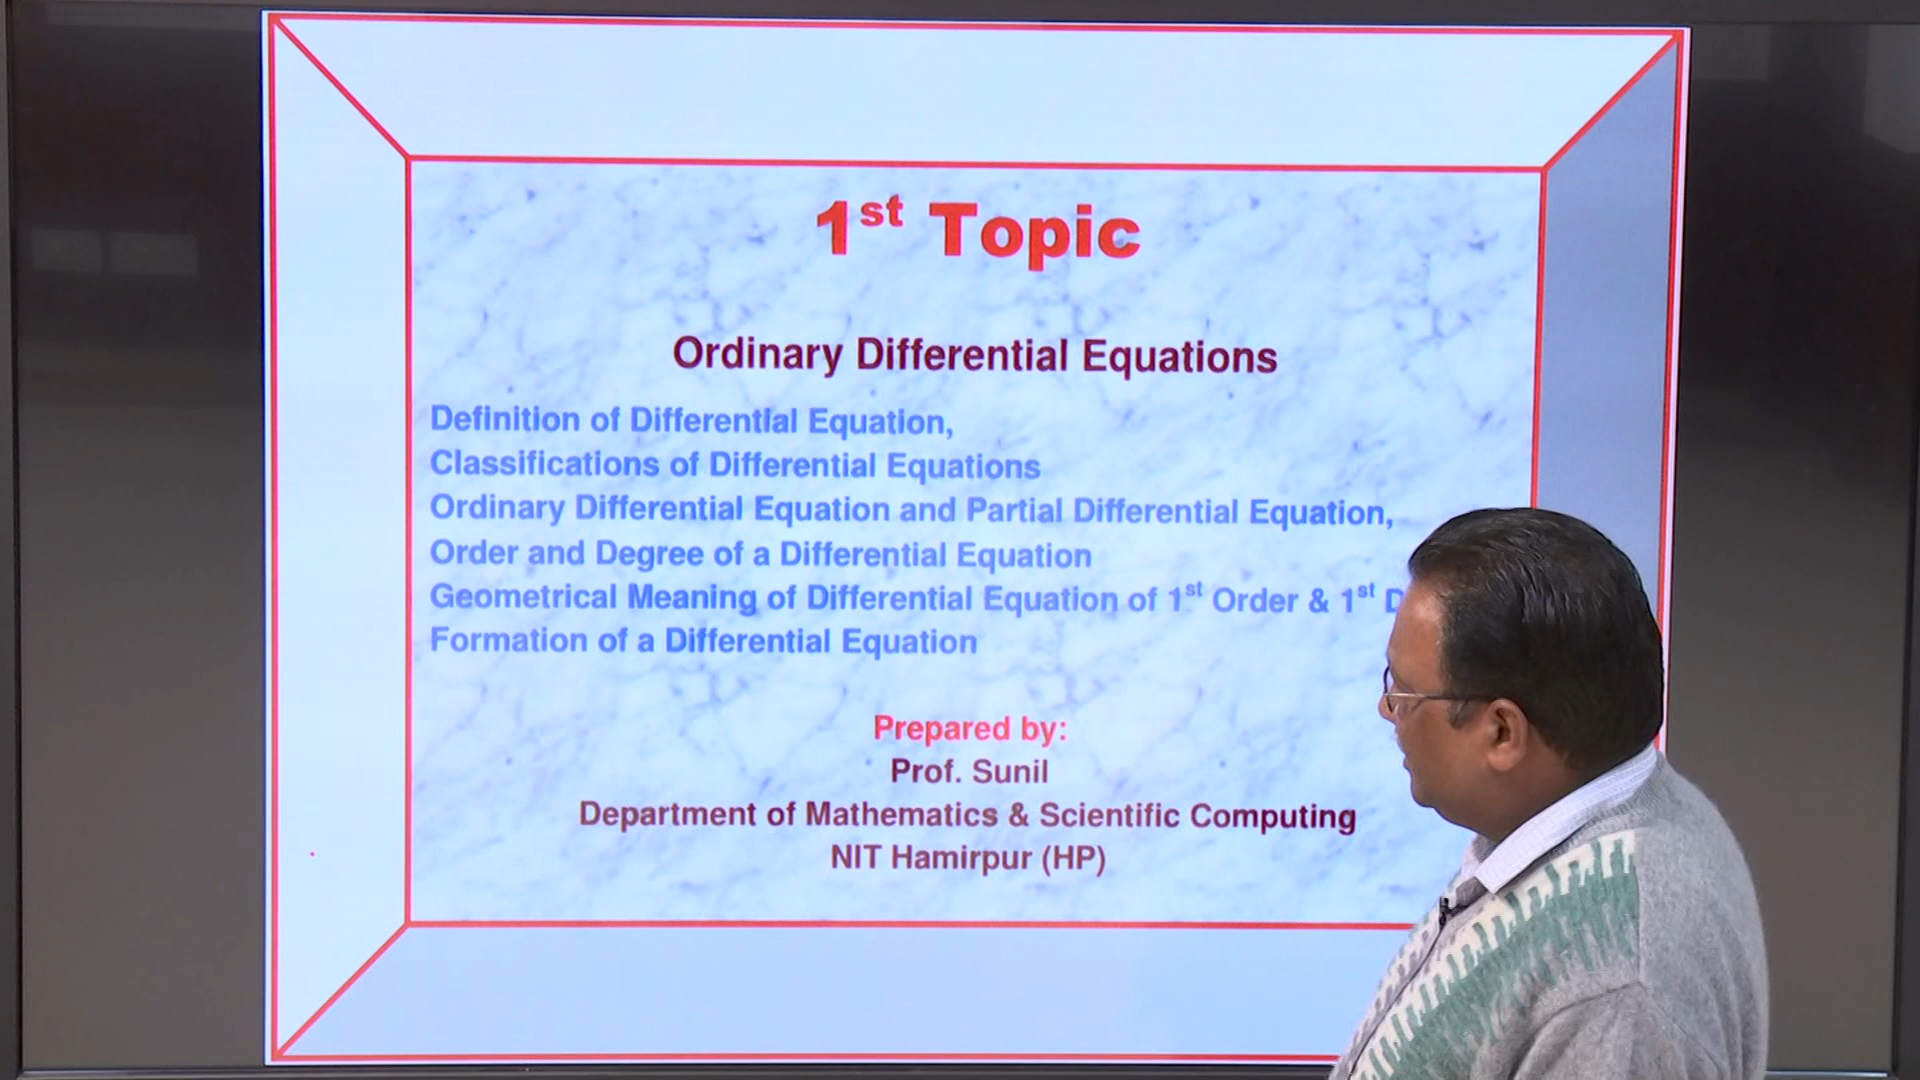 1st Topic
Ordinary Differential Equations
Definition of Differential Equation,
Classifications of Differential Equations
Ordinary Differential Equation and Partial Differential Equation,
Order and Degree of a Differential Equation
Geometrical Meaning of Differential Equation of 1st Order & 1st
Formation of a Differential Equation
Prepared by:
Prof. Sunil
Department of Mathematics & Scientific Computing
NIT Hamirpur (HP)